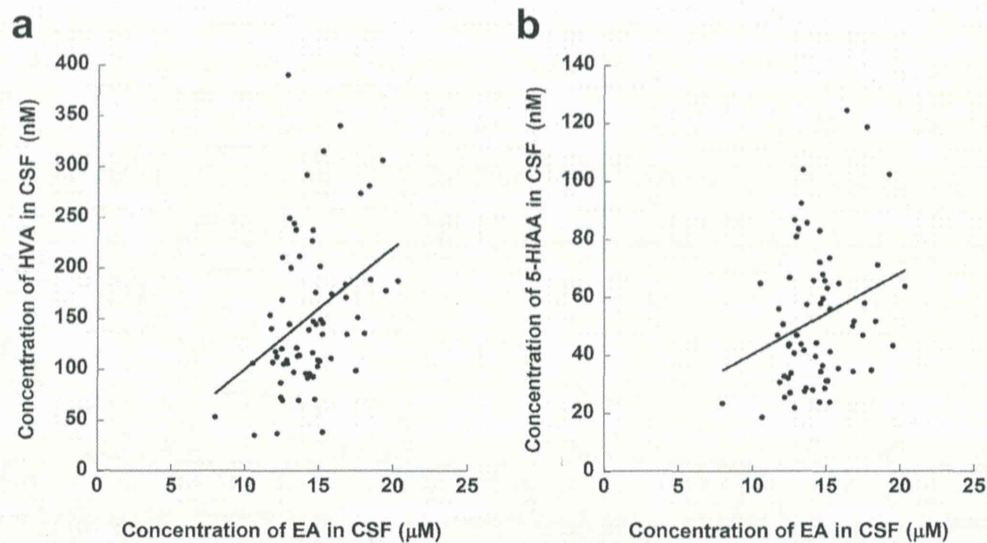 a
400
350
300
250
200
150
100
50
0
0 5 10 15 20 25
Concentration of HVA in CSF (nM)
Concentration of EA in CSF (μM)
b
140
120
100
80
60
40
20
0
0 5 10 15 20 25
Concentration of 5-HIAA in CSF (nM)
Concentration of EA in CSF (μM)